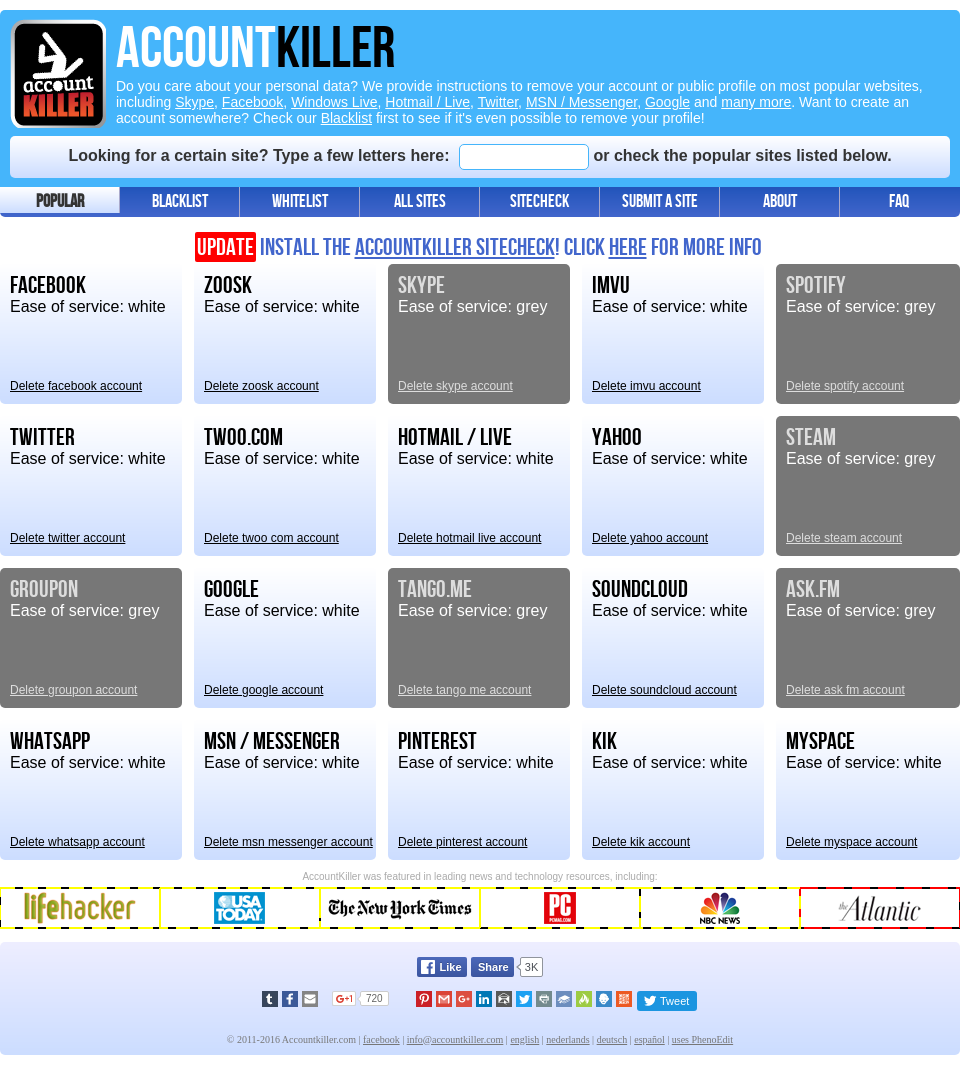 account
KILLER
ACCOUNTKILLER
Do you care about your personal data? We provide instructions to remove your account or public profile on most popular websites,
including Skype, Facebook, Windows Live, Hotmail / Live, Twitter, MSN / Messenger, Google and many more. Want to create an
account somewhere? Check our Blacklist first to see if it's even possible to remove your profile!
Looking for a certain site? Type a few letters here: or check the popular sites listed below.
POPULAR BLACKLIST WHITELIST ALL SITES SITECHECK SUBMIT A SITE ABOUT FAQ
UPDATE INSTALL THE ACCOUNTKILLER SITECHECK! CLICK HERE FOR MORE INFO
FACEBOOK ZOOSK SKYPE IMVU SPOTIFY
Ease of service: white Ease of service: white Ease of service: grey Ease of service: white Ease of service: grey
Delete facebook account Delete zoosk account Delete skype account Delete imvu account Delete spotify account
TWITTER TWOO.COM HOTMAIL / LIVE YAHOO STEAM
Ease of service: white Ease of service: white Ease of service: white Ease of service: white Ease of service: grey
Delete twitter account Delete twoo com account Delete hotmail live account Delete yahoo account Delete steam account
GROUPON GOOGLE TANGO.ME SOUNDCLOUD ASK.FM
Ease of service: grey Ease of service: white Ease of service: grey Ease of service: white Ease of service: grey
Delete groupon account Delete google account Delete tango me account Delete soundcloud account Delete ask fm account
WHATSAPP MSN / MESSENGER PINTEREST KIK MYSPACE
Ease of service: white Ease of service: white Ease of service: white Ease of service: white Ease of service: white
Delete whatsapp account Delete msn messenger account Delete pinterest account Delete kik account Delete myspace account
AccountKiller was featured in leading news and technology resources, including:
lifehacker USA TODAY The New York Times PC PCMAG.COM NBC NEWS the Atlantic
Like Share 3K
G+1 720 Tweet
© 2011-2016 Accountkiller.com | facebook | info@accountkiller.com | english | nederlands | deutsch | español | uses PhenoEdit